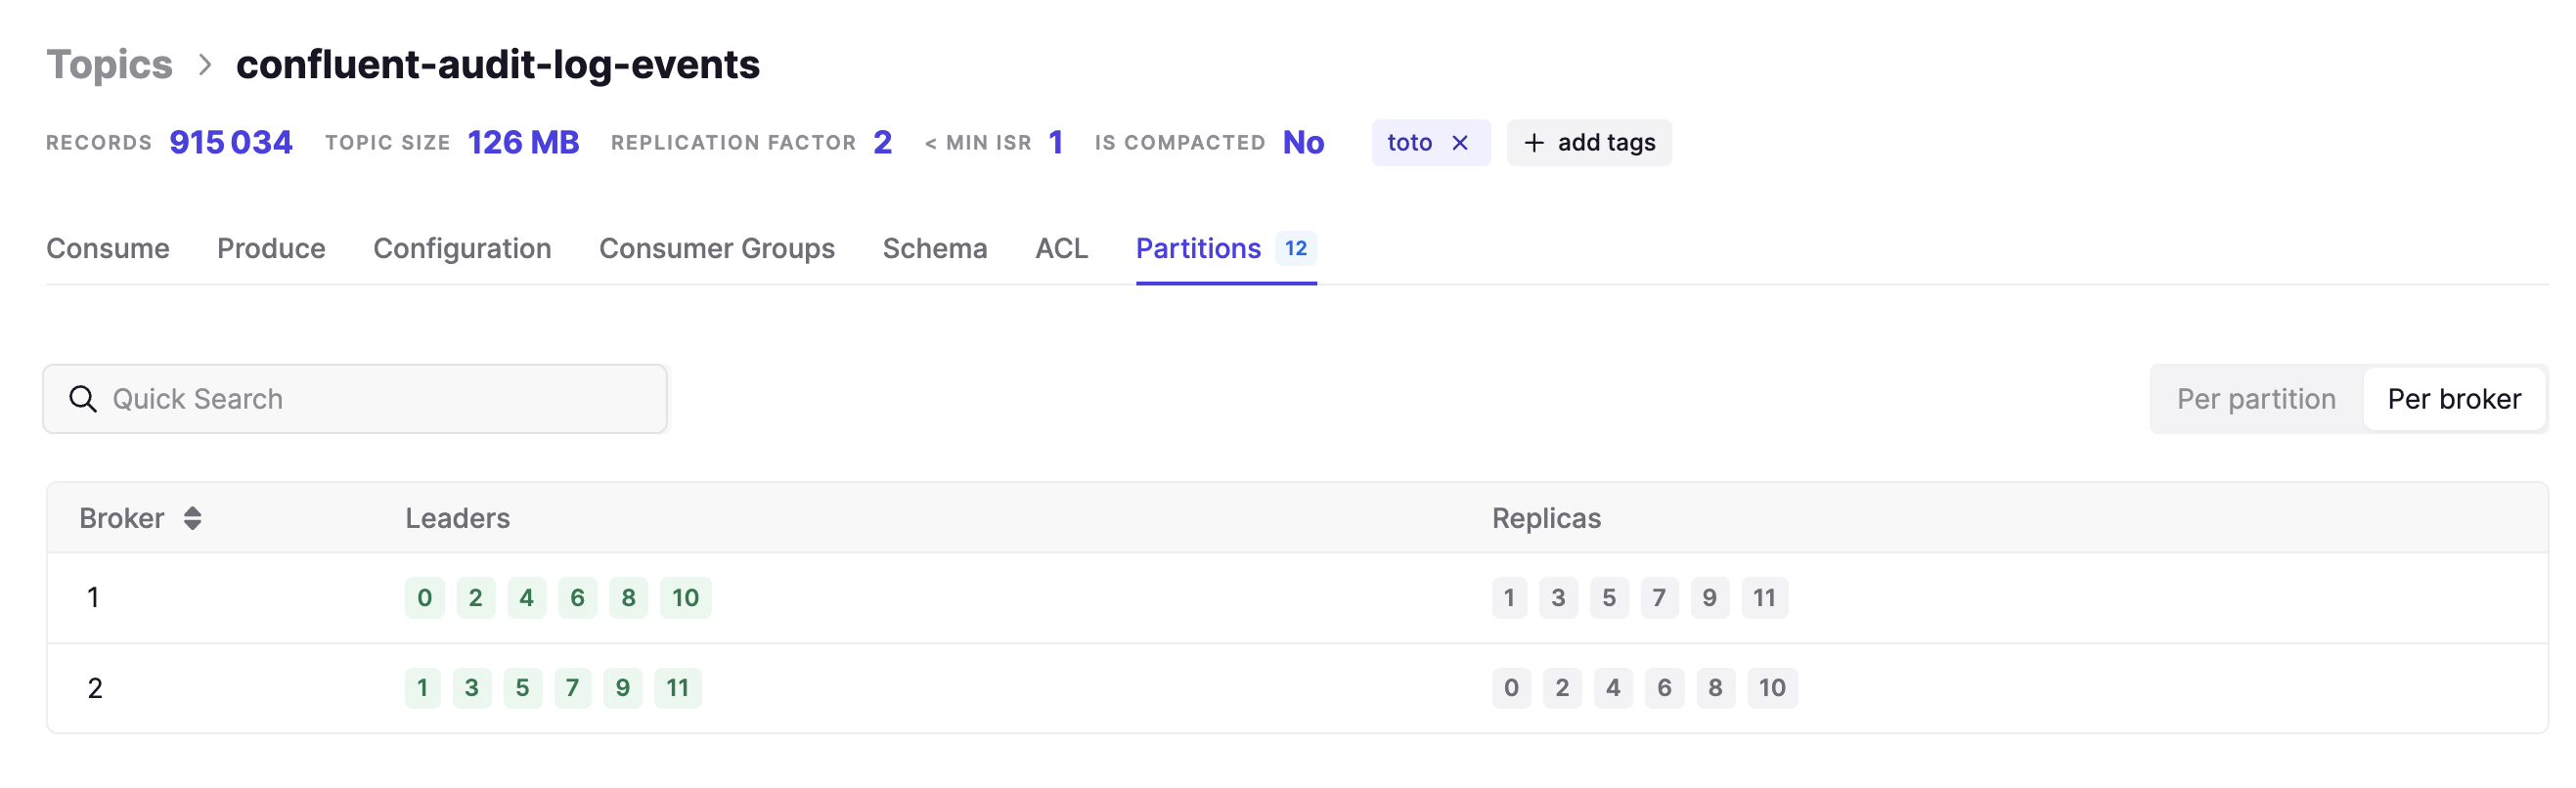 Topics > confluent-audit-log-events
RECORDS 915 034 TOPIC SIZE 126 MB REPLICATION FACTOR 2 < MIN ISR 1 IS COMPACTED No toto × + add tags
Consume Produce Configuration Consumer Groups Schema ACL Partitions 12
Quick Search Per partition Per broker
Broker Leaders Replicas
1 0 2 4 6 8 10 1 3 5 7 9 11
2 1 3 5 7 9 11 0 2 4 6 8 10